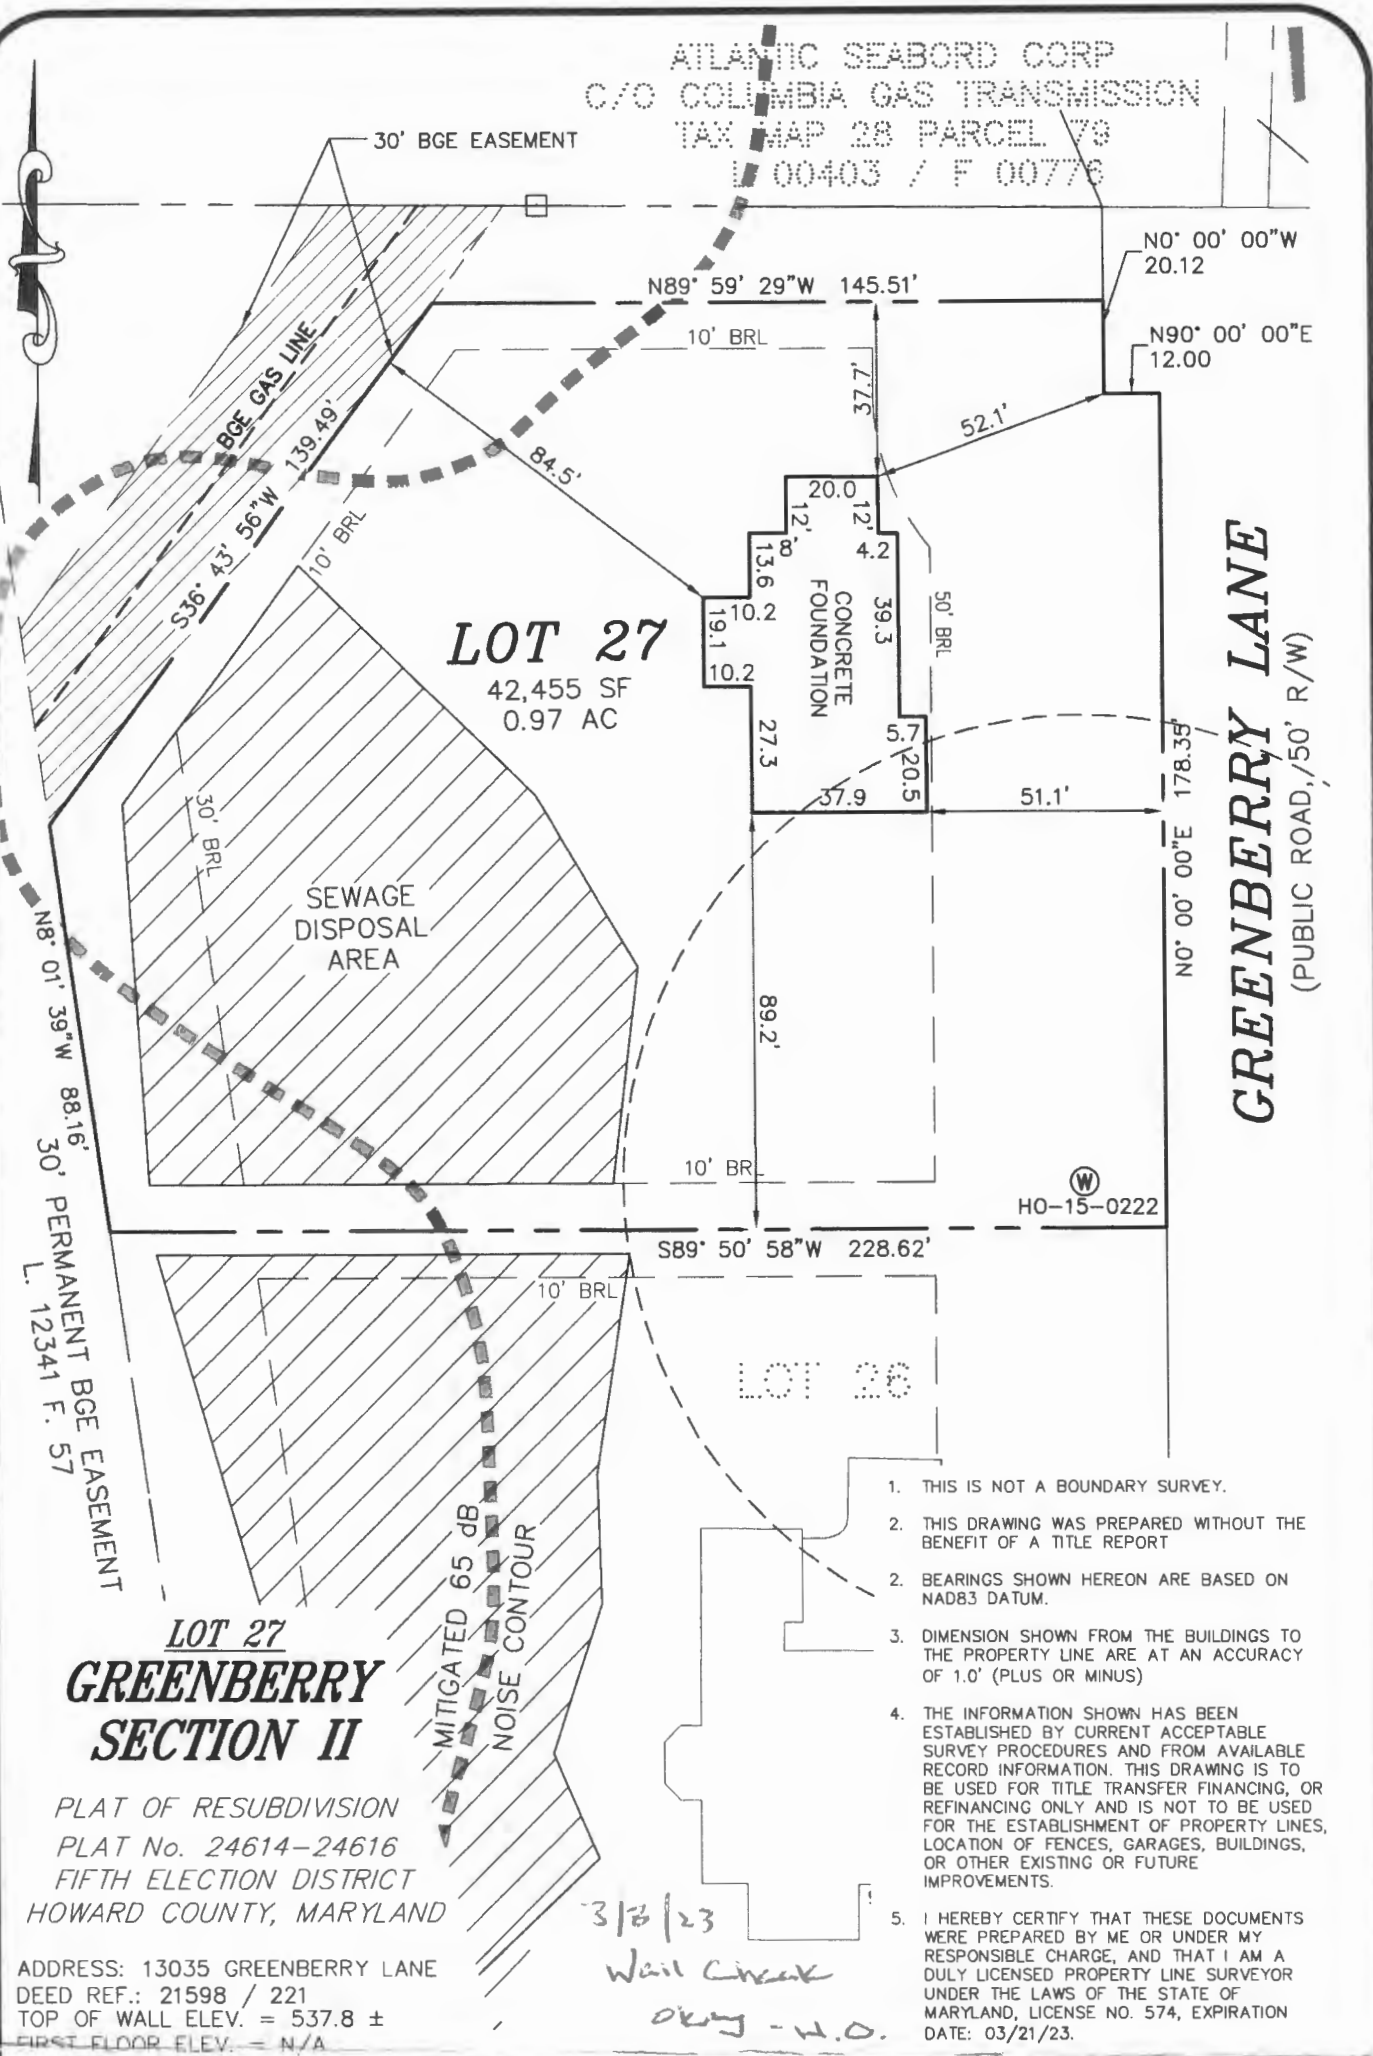 ATLANTIC SEABORD CORP
C/O COLUMBIA GAS TRANSMISSION
TAX MAP 28 PARCEL 79
L 00403 / F 00776
30' BGE EASEMENT
N0° 00' 00"W
20.12
N89° 59' 29"W 145.51'
N90° 00' 00"E
12.00
10' BRL
BGE GAS LINE
37.7'
52.1'
139.49'
S36° 43' 56"W
84.5'
10' BRL
20.0
12'
12'
8'
4.2
13.6
10.2
19.1
10.2
CONCRETE
FOUNDATION
39.3
50' BRL
LOT 27
42,455 SF
0.97 AC
27.3
5.7
20.5
37.9
51.1'
GREENBERRY LANE
(PUBLIC ROAD, 50' R/W)
N0° 00' 00"E 178.35'
30' BRL
SEWAGE
DISPOSAL
AREA
89.2'
N8° 01' 39"W 88.16'
10' BRL
W
HO-15-0222
S89° 50' 58"W 228.62'
30' PERMANENT BGE EASEMENT
L. 12341 F. 57
10' BRL
LOT 26
MITIGATED 65 dB
NOISE CONTOUR
LOT 27
GREENBERRY
SECTION II
PLAT OF RESUBDIVISION
PLAT No. 24614-24616
FIFTH ELECTION DISTRICT
HOWARD COUNTY, MARYLAND
ADDRESS: 13035 GREENBERRY LANE
DEED REF.: 21598 / 221
TOP OF WALL ELEV. = 537.8 ±
FIRST FLOOR ELEV. = N/A
3/8/23
Wall Check
Okay - W.O.
1. THIS IS NOT A BOUNDARY SURVEY.
2. THIS DRAWING WAS PREPARED WITHOUT THE
BENEFIT OF A TITLE REPORT
2. BEARINGS SHOWN HEREON ARE BASED ON
NAD83 DATUM.
3. DIMENSION SHOWN FROM THE BUILDINGS TO
THE PROPERTY LINE ARE AT AN ACCURACY
OF 1.0' (PLUS OR MINUS)
4. THE INFORMATION SHOWN HAS BEEN
ESTABLISHED BY CURRENT ACCEPTABLE
SURVEY PROCEDURES AND FROM AVAILABLE
RECORD INFORMATION. THIS DRAWING IS TO
BE USED FOR TITLE TRANSFER FINANCING, OR
REFINANCING ONLY AND IS NOT TO BE USED
FOR THE ESTABLISHMENT OF PROPERTY LINES,
LOCATION OF FENCES, GARAGES, BUILDINGS,
OR OTHER EXISTING OR FUTURE
IMPROVEMENTS.
5. I HEREBY CERTIFY THAT THESE DOCUMENTS
WERE PREPARED BY ME OR UNDER MY
RESPONSIBLE CHARGE, AND THAT I AM A
DULY LICENSED PROPERTY LINE SURVEYOR
UNDER THE LAWS OF THE STATE OF
MARYLAND, LICENSE NO. 574, EXPIRATION
DATE: 03/21/23.